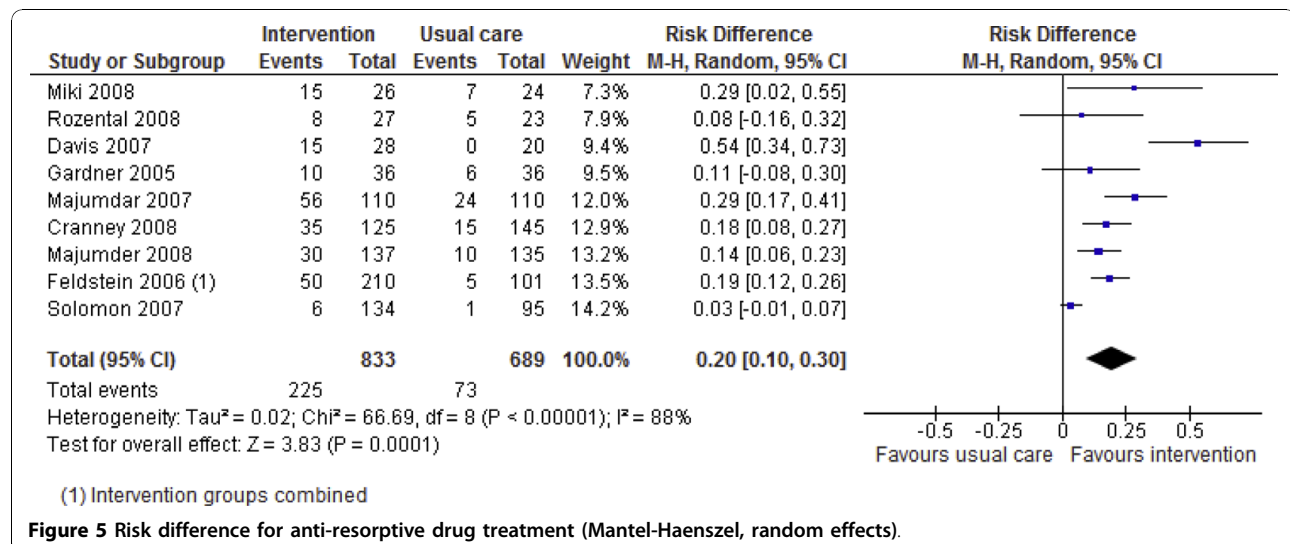 Intervention Usual care Risk Difference Risk Difference
Study or Subgroup Events Total Events Total Weight M-H, Random, 95% CI M-H, Random, 95% CI
Miki 2008 15 26 7 24 7.3% 0.29 [0.02, 0.55]
Rozental 2008 8 27 5 23 7.9% 0.08 [-0.16, 0.32]
Davis 2007 15 28 0 20 9.4% 0.54 [0.34, 0.73]
Gardner 2005 10 36 6 36 9.5% 0.11 [-0.08, 0.30]
Majumdar 2007 56 110 24 110 12.0% 0.29 [0.17, 0.41]
Cranney 2008 35 125 15 145 12.9% 0.18 [0.08, 0.27]
Majumder 2008 30 137 10 135 13.2% 0.14 [0.06, 0.23]
Feldstein 2006 (1) 50 210 5 101 13.5% 0.19 [0.12, 0.26]
Solomon 2007 6 134 1 95 14.2% 0.03 [-0.01, 0.07]
Total (95% CI) 833 689 100.0% 0.20 [0.10, 0.30]
Total events 225 73
Heterogeneity: Tau² = 0.02; Chi² = 66.69, df = 8 (P < 0.00001); I² = 88%
Test for overall effect: Z = 3.83 (P = 0.0001)
-0.5 -0.25 0 0.25 0.5
Favours usual care Favours intervention
(1) Intervention groups combined
Figure 5 Risk difference for anti-resorptive drug treatment (Mantel-Haenszel, random effects).